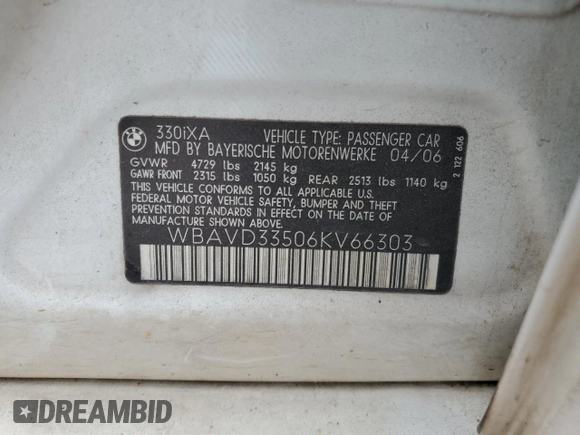 BMW
330iXA VEHICLE TYPE: PASSENGER CAR
MFD BY BAYERISCHE MOTORENWERKE 04/06
GVWR 4729 lbs 2145 kg
GAWR FRONT 2315 lbs 1050 kg REAR 2513 lbs 1140 kg
THIS VEHICLE CONFORMS TO ALL APPLICABLE U.S.
FEDERAL MOTOR VEHICLE SAFETY, BUMPER AND THEFT
PREVENTION STANDARDS IN EFFECT ON THE DATE OF
MANUFACTURE SHOWN ABOVE.
WBAVD33506KV66303
2 122 606
DREAMBID